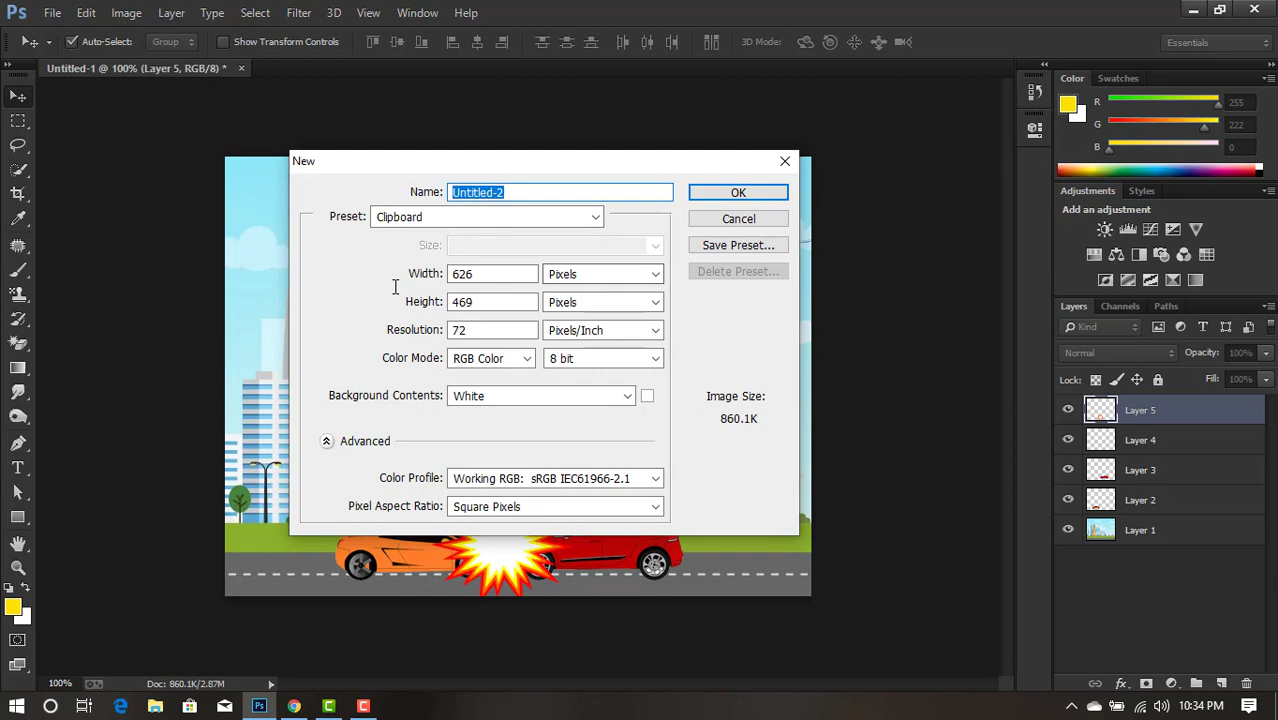 Ps File Edit Image Layer Type Select Filter 3D View Window Help
Auto-Select: Group Show Transform Controls 3D Mode: Essentials
Untitled-1 @ 100% (Layer 5, RGB/8) * ×
Color Swatches
R 255
G 222
B 0
Adjustments Styles
Add an adjustment
Layers Channels Paths
Kind
Normal Opacity: 100%
Lock: Fill: 100%
Layer 5
Layer 4
Layer 3
Layer 2
Layer 1
New
Name: Untitled-2 OK
Preset: Clipboard Cancel
Size: Save Preset...
Width: 626 Pixels Delete Preset...
Height: 469 Pixels
Resolution: 72 Pixels/Inch
Color Mode: RGB Color 8 bit
Background Contents: White Image Size:
860.1K
Advanced
Color Profile: Working RGB: sRGB IEC61966-2.1
Pixel Aspect Ratio: Square Pixels
100% Doc: 860.1K/2.87M
fx
Ps 10:34 PM